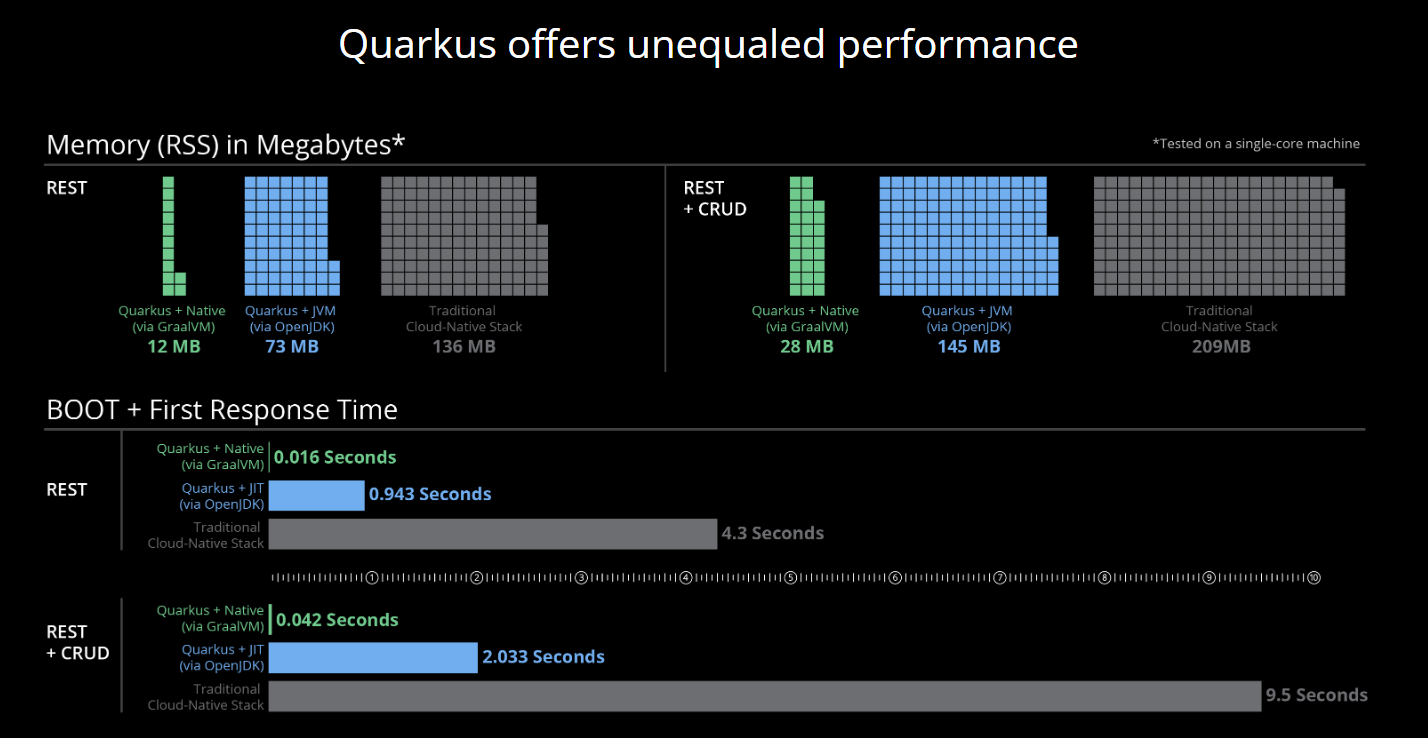 Quarkus offers unequaled performance
Memory (RSS) in Megabytes*
*Tested on a single-core machine
REST
Quarkus + Native
(via GraalVM)
12 MB
Quarkus + JVM
(via OpenJDK)
73 MB
Traditional
Cloud-Native Stack
136 MB
REST
+ CRUD
Quarkus + Native
(via GraalVM)
28 MB
Quarkus + JVM
(via OpenJDK)
145 MB
Traditional
Cloud-Native Stack
209MB
BOOT + First Response Time
REST
Quarkus + Native
(via GraalVM)
0.016 Seconds
Quarkus + JIT
(via OpenJDK)
0.943 Seconds
Traditional
Cloud-Native Stack
4.3 Seconds
1 2 3 4 5 6 7 8 9 10
REST
+ CRUD
Quarkus + Native
(via GraalVM)
0.042 Seconds
Quarkus + JIT
(via OpenJDK)
2.033 Seconds
Traditional
Cloud-Native Stack
9.5 Seconds